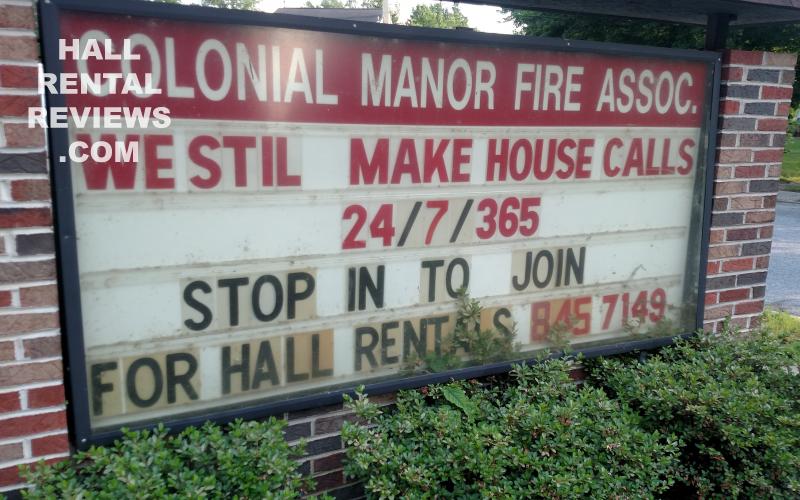 HALL
RENTAL
REVIEWS
.COM
COLONIAL MANOR FIRE ASSOC.
WE STIL MAKE HOUSE CALLS
24/7/365
STOP IN TO JOIN
FOR HALL RENTALS 845 7149